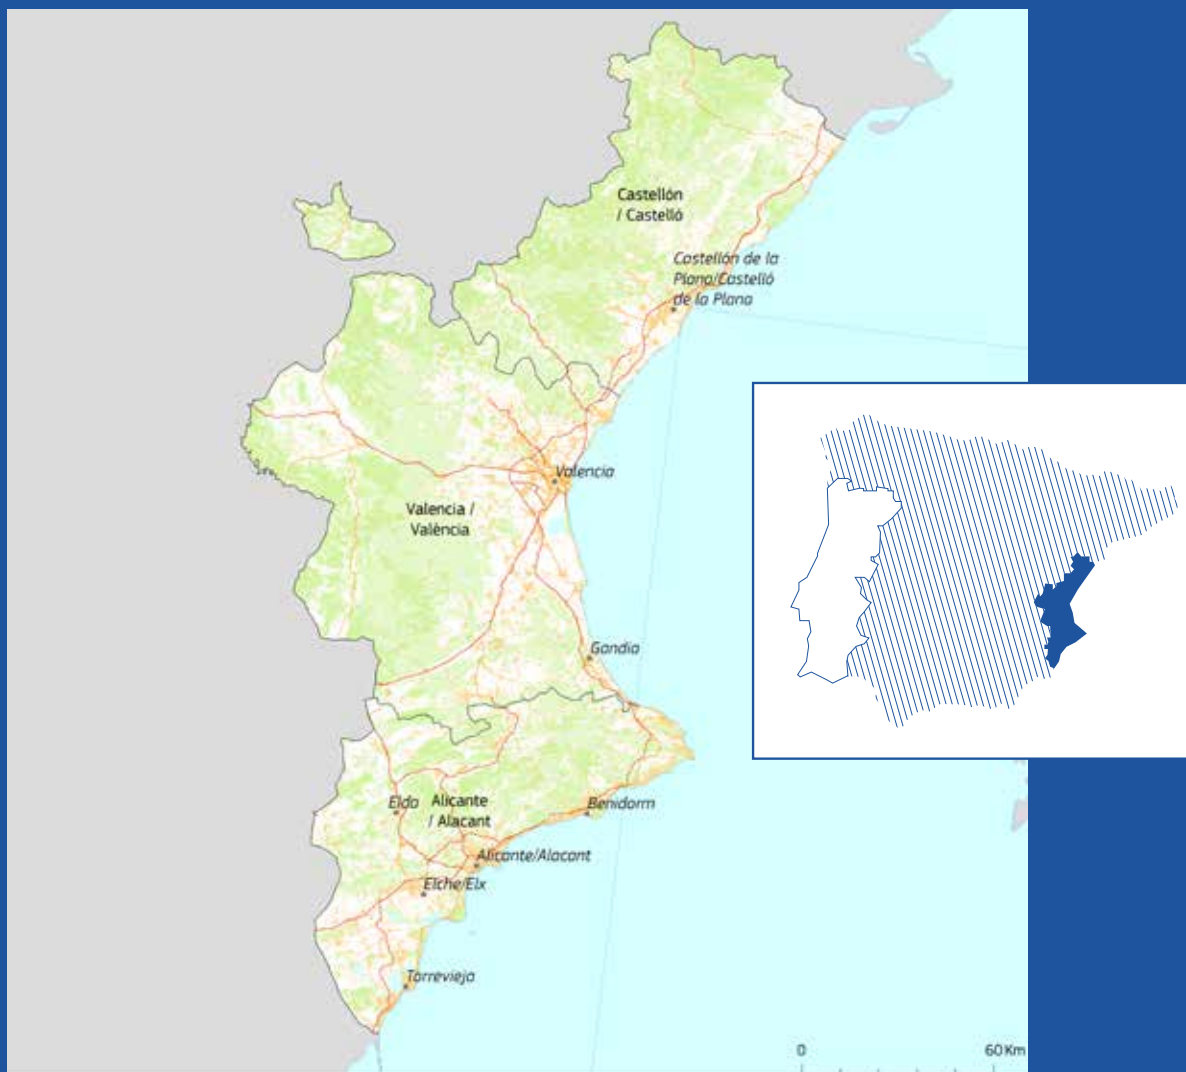 Castellón
/ Castelló
Castellón de la
Plana/Castelló
de la Plana
Valencia
Valencia /
València
Gandia
Elda
Alicante
/ Alacant
Benidorm
Alicante/Alacant
Elche/Elx
Torrevieja
0 60 Km